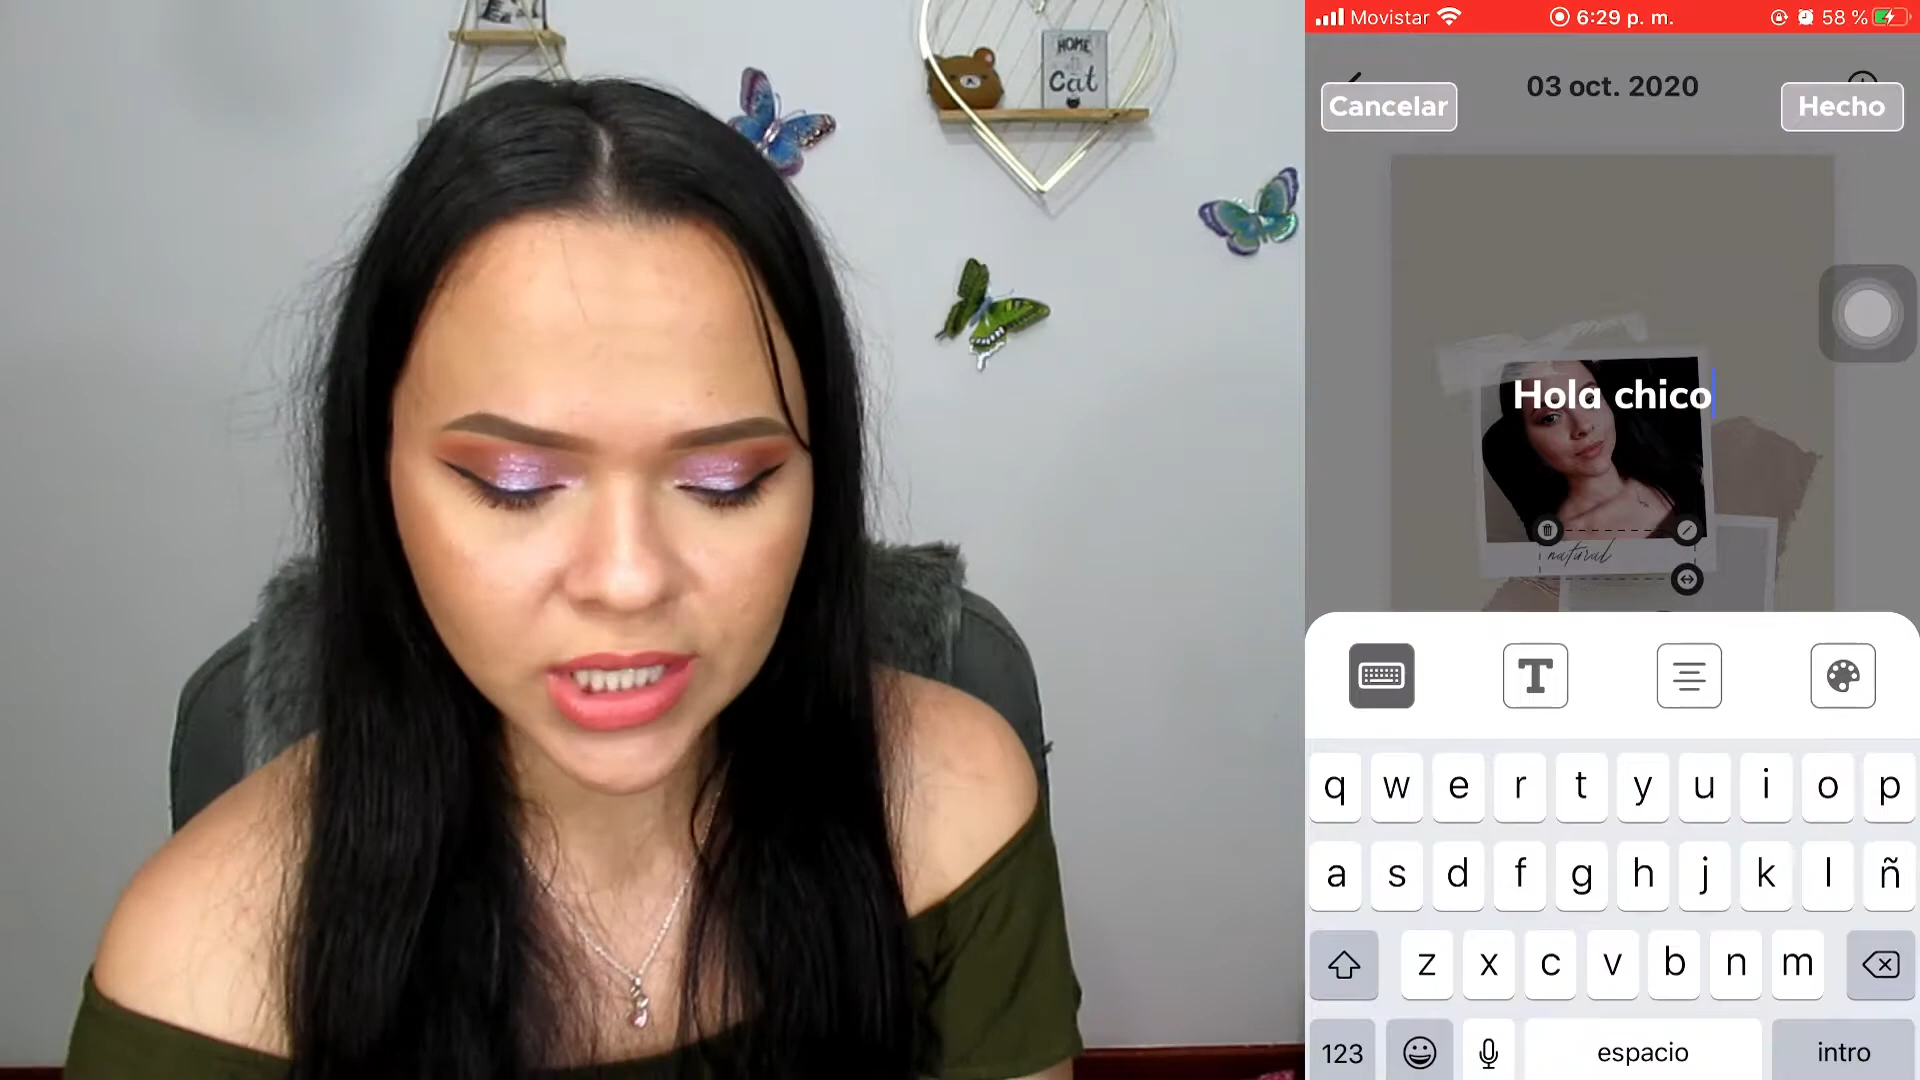 HOME
cat
Movistar 6:29 p. m. 58 %
03 oct. 2020
Cancelar Hecho
Hola chico
natural
T
q w e r t y u i o p
a s d f g h j k l ñ
z x c v b n m
123 espacio intro